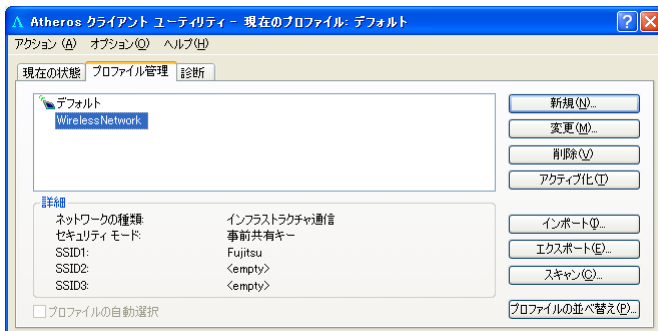 Atheros クライアント ユーティリティ - 現在のプロファイル: デフォルト
アクション (A) オプション(O) ヘルプ(H)
現在の状態 プロファイル管理 診断
デフォルト
WirelessNetwork
新規(N)...
変更(M)...
削除(V)
アクティブ化(T)
詳細
ネットワークの種類: インフラストラクチャ通信
セキュリティ モード: 事前共有キー
SSID1: Fujitsu
SSID2: <empty>
SSID3: <empty>
インポート(I)...
エクスポート(E)...
スキャン(C)...
プロファイルの自動選択
プロファイルの並べ替え(P)...